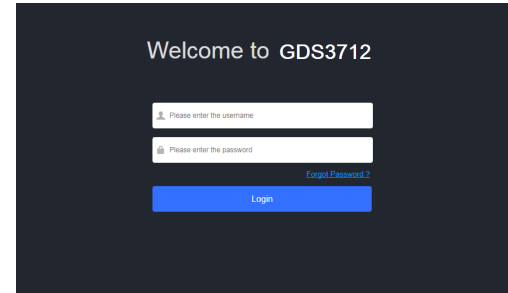 Welcome to GDS3712
Please enter the username
Please enter the password
Forgot Password ?
Login